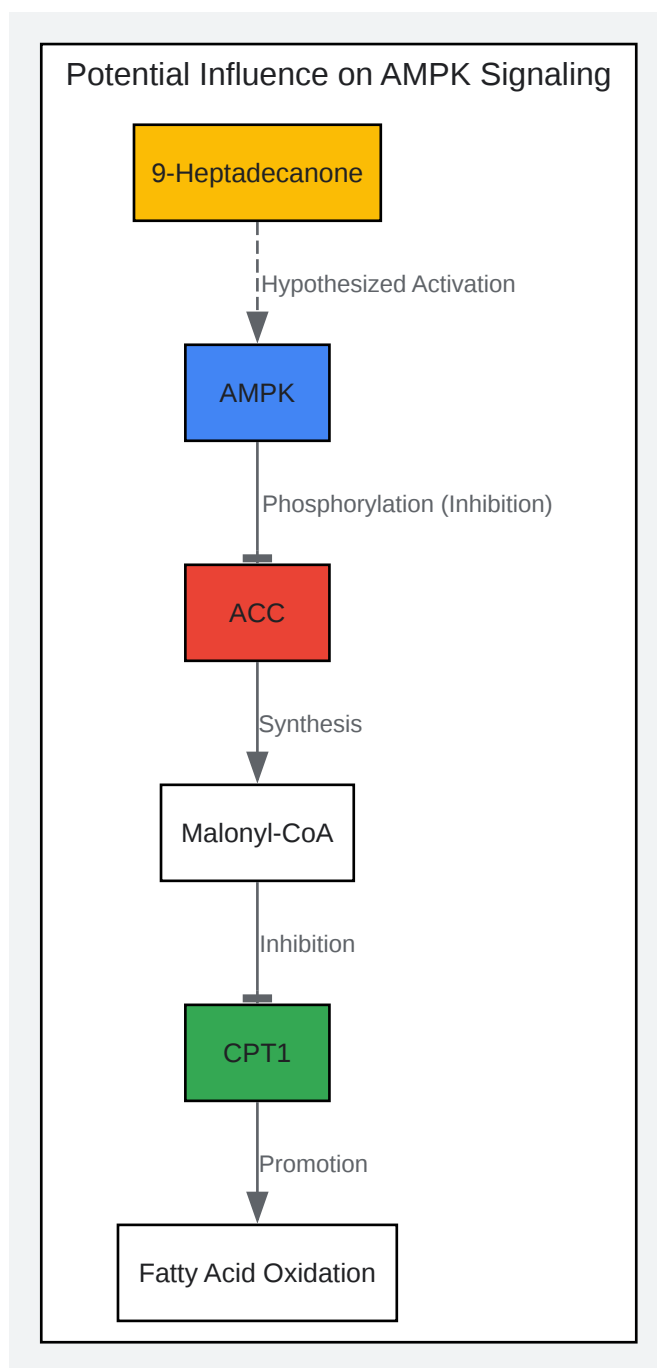 Potential Influence on AMPK Signaling
9-Heptadecanone
Hypothesized Activation
AMPK
Phosphorylation (Inhibition)
ACC
Synthesis
Malonyl-CoA
Inhibition
CPT1
Promotion
Fatty Acid Oxidation